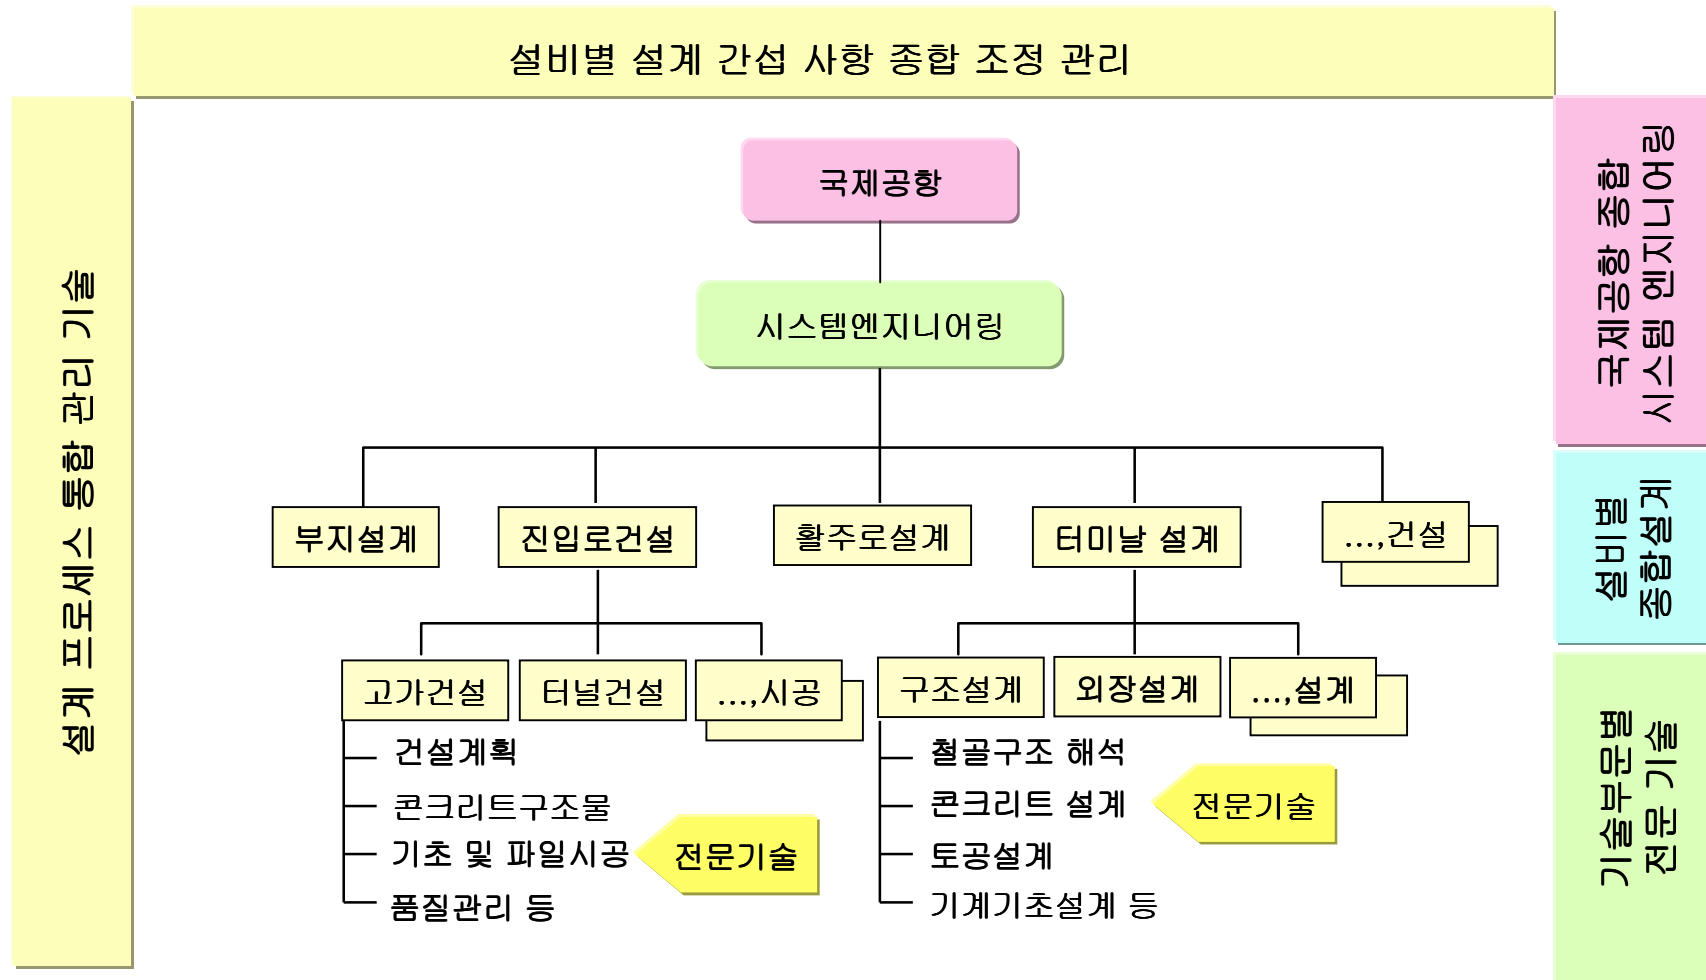 설비별 설계 간섭 사항 종합 조정 관리
설계 프로세스 통합 관리 기술
국제공항
시스템엔지니어링
부지설계
진입로건설
활주로설계
터미날 설계
...,건설
고가건설
터널건설
...,시공
구조설계
외장설계
...,설계
건설계획
콘크리트구조물
기초 및 파일시공
품질관리 등
전문기술
철골구조 해석
콘크리트 설계
토공설계
기계기초설계 등
전문기술
국제공항 종합
시스템 엔지니어링
설비별
종합설계
기술부문별
전문 기술